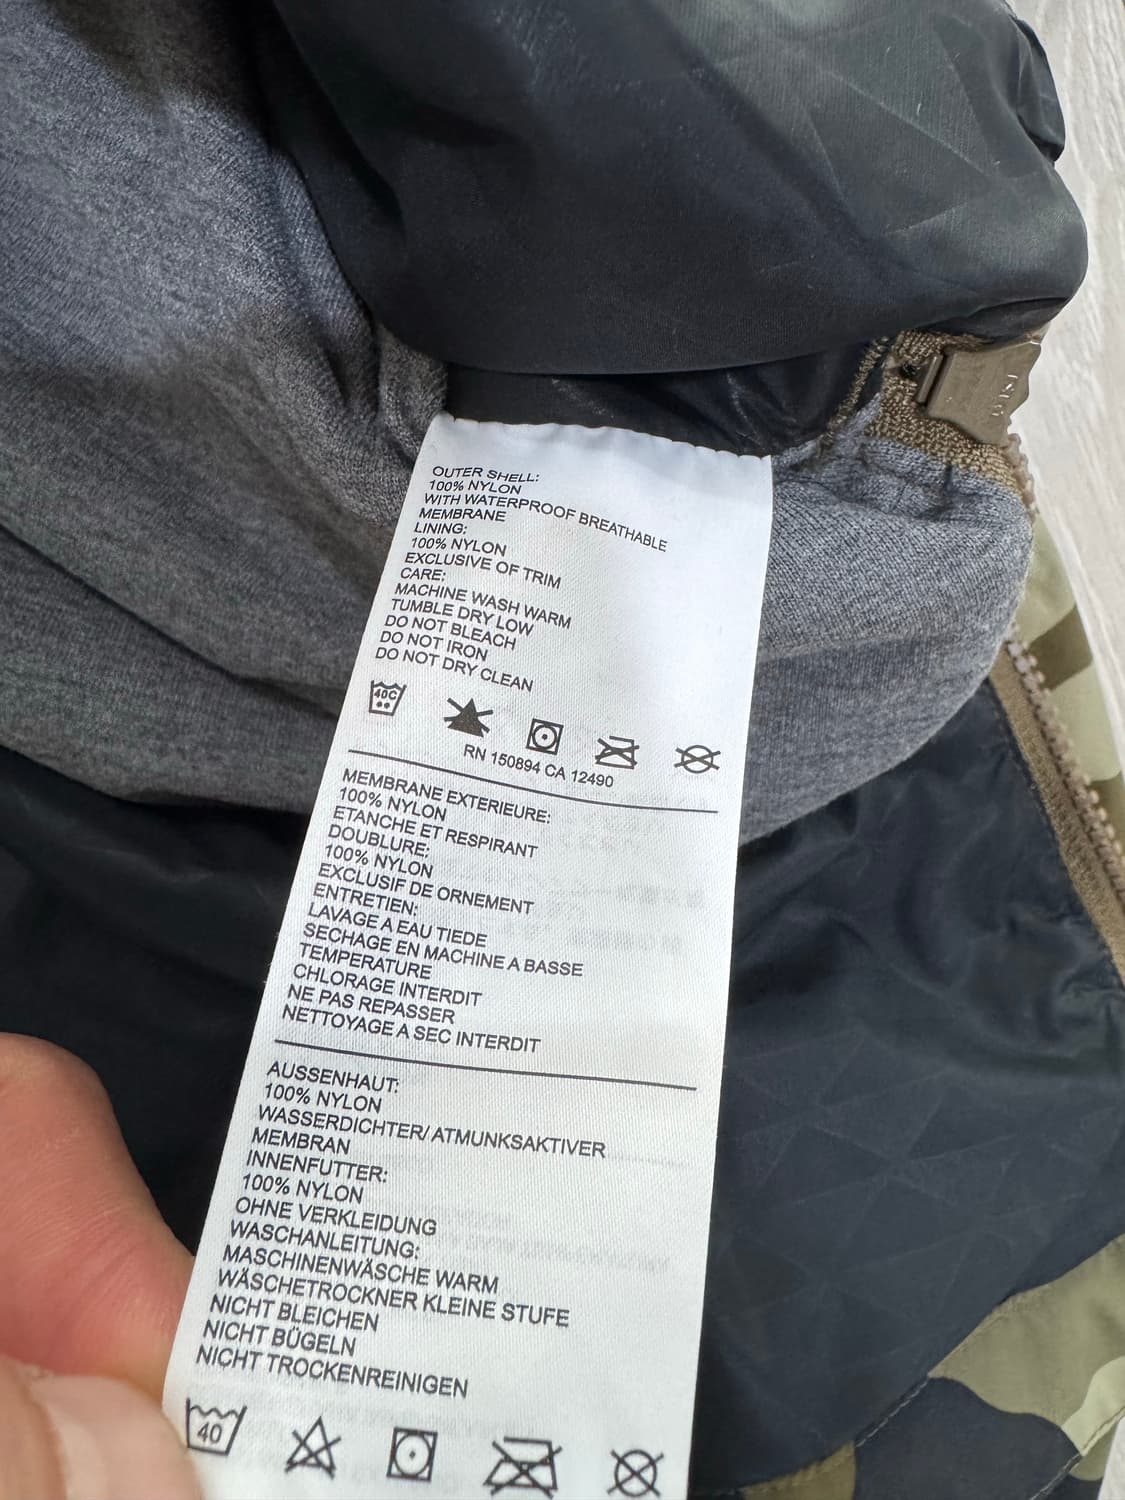 OUTER SHELL:
100% NYLON
WITH WATERPROOF BREATHABLE
MEMBRANE
LINING:
100% NYLON
EXCLUSIVE OF TRIM
CARE:
MACHINE WASH WARM
TUMBLE DRY LOW
DO NOT BLEACH
DO NOT IRON
DO NOT DRY CLEAN
40C
RN 150894 CA 12490
MEMBRANE EXTERIEURE:
100% NYLON
ETANCHE ET RESPIRANT
DOUBLURE:
100% NYLON
EXCLUSIF DE ORNEMENT
ENTRETIEN:
LAVAGE A EAU TIEDE
SECHAGE EN MACHINE A BASSE
TEMPERATURE
CHLORAGE INTERDIT
NE PAS REPASSER
NETTOYAGE A SEC INTERDIT
AUSSENHAUT:
100% NYLON
WASSERDICHTER/ ATMUNKSAKTIVER
MEMBRAN
INNENFUTTER:
100% NYLON
OHNE VERKLEIDUNG
WASCHANLEITUNG:
MASCHINENWÄSCHE WARM
WÄSCHETROCKNER KLEINE STUFE
NICHT BLEICHEN
NICHT BÜGELN
NICHT TROCKENREINIGEN
40